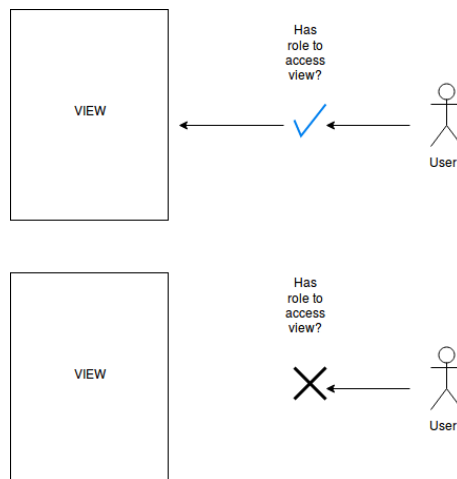 Has
role to
access
view?
VIEW
User
Has
role to
access
view?
VIEW
User